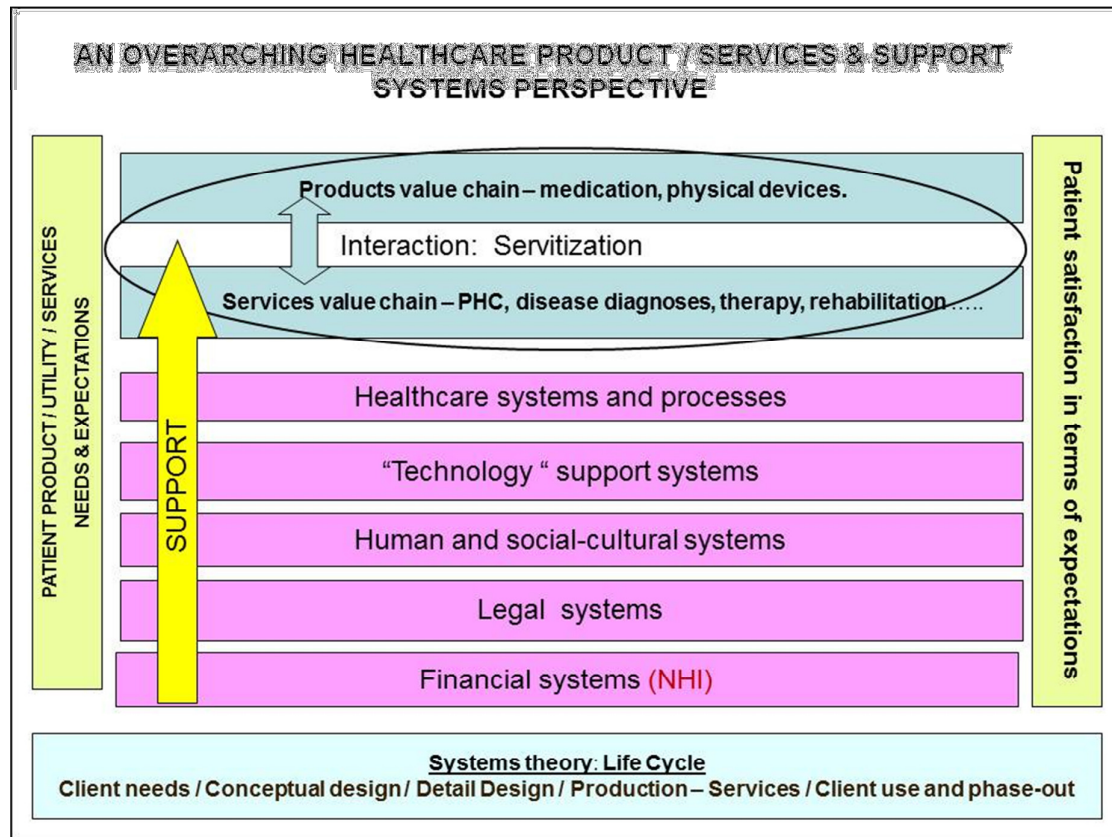 AN OVERARCHING HEALTHCARE PRODUCT / SERVICES & SUPPORT
SYSTEMS PERSPECTIVE
PATIENT PRODUCT / UTILITY / SERVICES
NEEDS & EXPECTATIONS
Products value chain – medication, physical devices.
Interaction: Servitization
Services value chain – PHC, disease diagnoses, therapy, rehabilitation …..
SUPPORT
Healthcare systems and processes
“Technology “ support systems
Human and social-cultural systems
Legal systems
Financial systems (NHI)
Patient satisfaction in terms of expectations
Systems theory: Life Cycle
Client needs / Conceptual design / Detail Design / Production – Services / Client use and phase-out